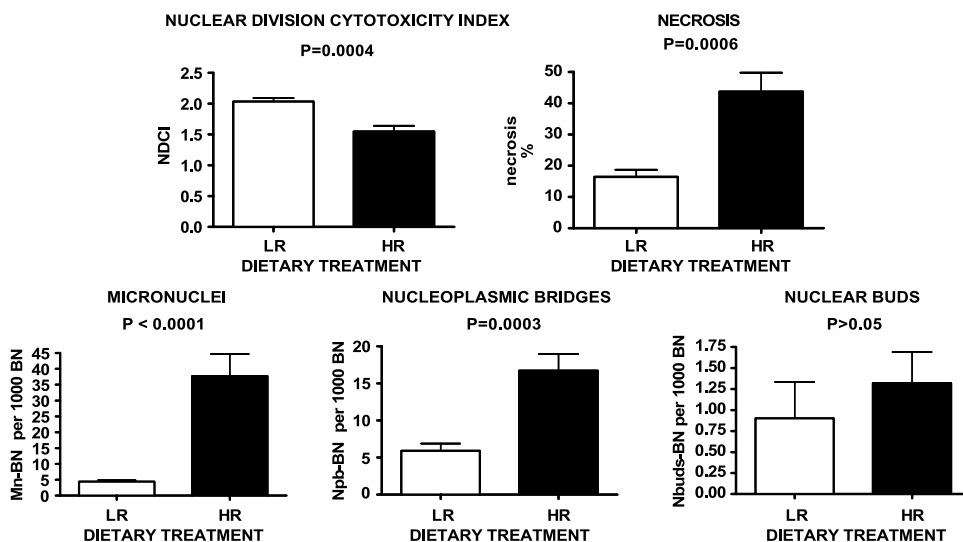 NUCLEAR DIVISION CYTOTOXICITY INDEX
P=0.0004
NDCI
2.5
2.0
1.5
1.0
0.5
0.0
LR HR
DIETARY TREATMENT
NECROSIS
P=0.0006
necrosis
%
50
40
30
20
10
0
LR HR
DIETARY TREATMENT
MICRONUCLEI
P < 0.0001
Mn-BN per 1000 BN
45
40
35
30
25
20
15
10
5
0
LR HR
DIETARY TREATMENT
NUCLEOPLASMIC BRIDGES
P=0.0003
Npb-BN per 1000 BN
20
15
10
5
0
LR HR
DIETARY TREATMENT
NUCLEAR BUDS
P>0.05
Nbuds-BN per 1000 BN
1.75
1.50
1.25
1.00
0.75
0.50
0.25
0.00
LR HR
DIETARY TREATMENT